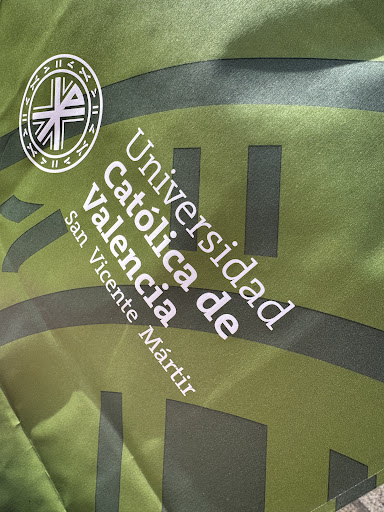 Universidad
Católica de
Valencia
San Vicente Mártir